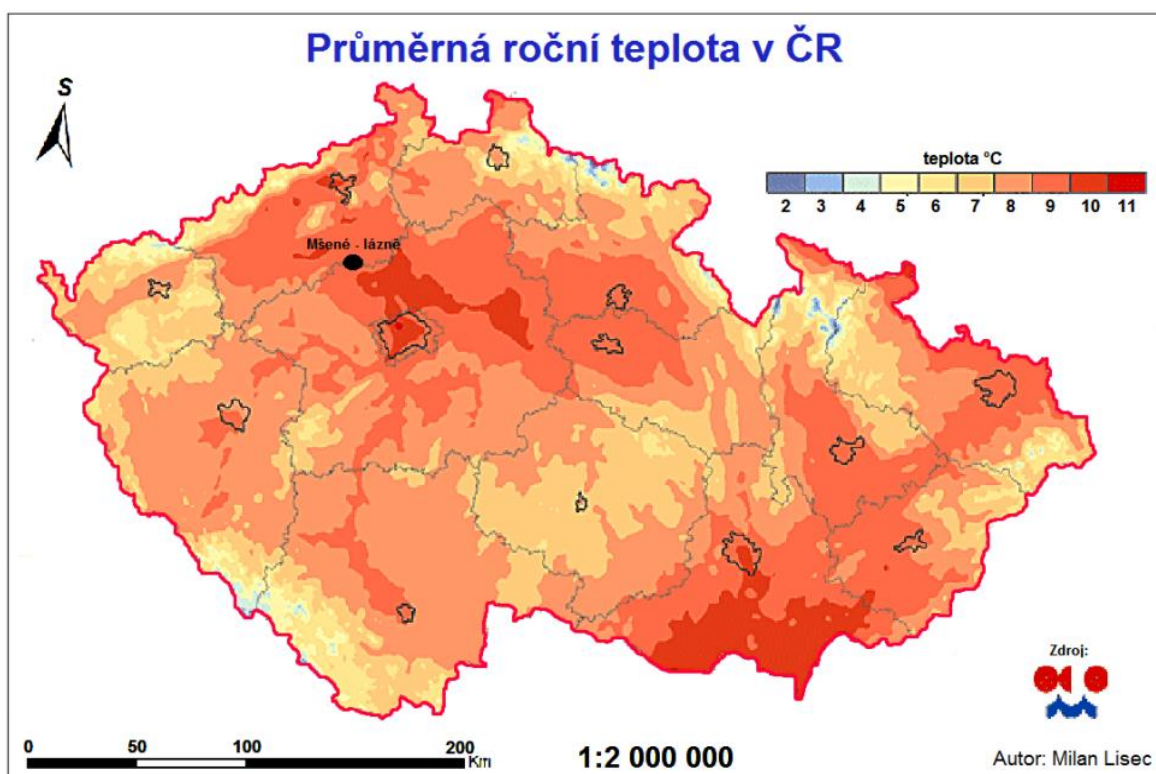 Průměrná roční teplota v ČR
S
teplota °C
2 3 4 5 6 7 8 9 10 11
Mšené - lázně
Zdroj:
0 50 100 200
Km
1:2 000 000
Autor: Milan Lisec